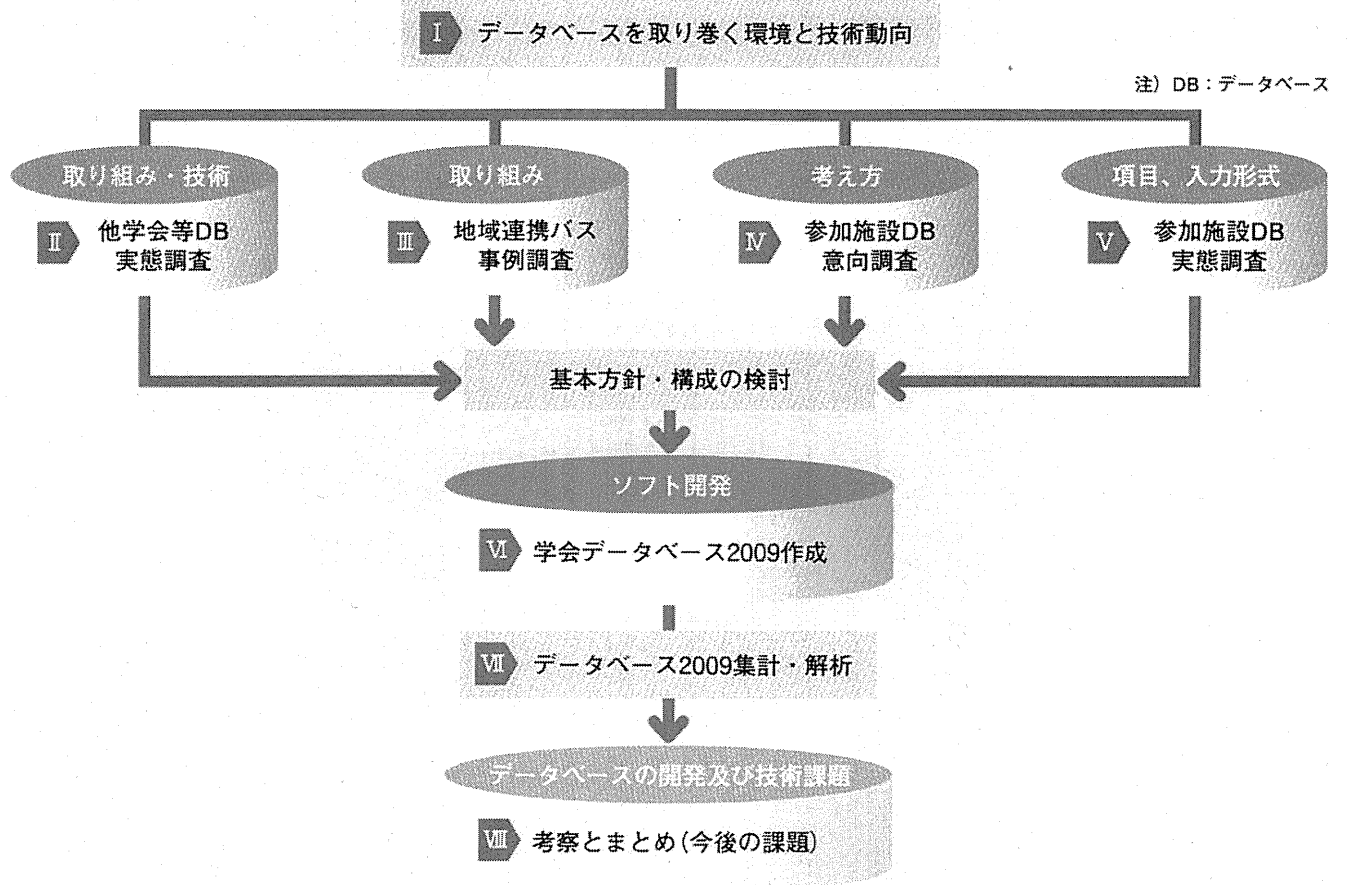 Ⅰ データベースを取り巻く環境と技術動向
注）DB：データベース
取り組み・技術
Ⅱ 他学会等DB
実態調査
取り組み
Ⅲ 地域連携パス
事例調査
考え方
Ⅳ 参加施設DB
意向調査
項目、入力形式
Ⅴ 参加施設DB
実態調査
基本方針・構成の検討
ソフト開発
Ⅵ 学会データベース2009作成
Ⅶ データベース2009集計・解析
データベースの開発及び技術課題
Ⅷ 考察とまとめ（今後の課題）